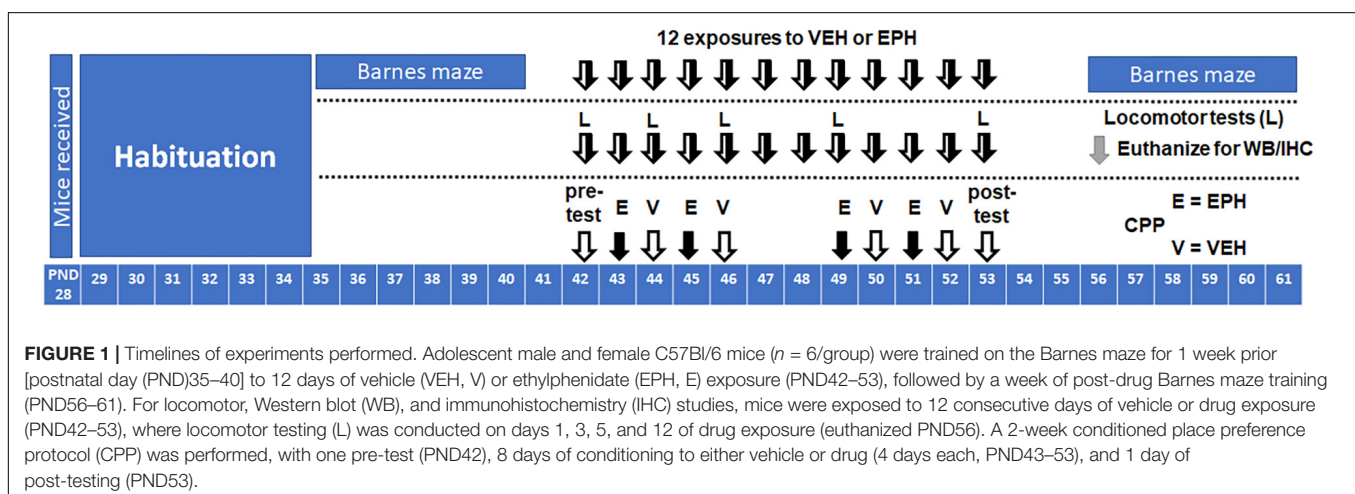 12 exposures to VEH or EPH
Mice received
Habituation
Barnes maze
Barnes maze
L L L L L
Locomotor tests (L)
Euthanize for WB/IHC
pre-
test
E V E V
E V E V
post-
test
E = EPH
CPP
V = VEH
PND
28
29 30 31 32 33 34 35 36 37 38 39 40 41 42 43 44 45 46 47 48 49 50 51 52 53 54 55 56 57 58 59 60 61
FIGURE 1 | Timelines of experiments performed. Adolescent male and female C57Bl/6 mice (n = 6/group) were trained on the Barnes maze for 1 week prior
[postnatal day (PND)35–40] to 12 days of vehicle (VEH, V) or ethylphenidate (EPH, E) exposure (PND42–53), followed by a week of post-drug Barnes maze training
(PND56–61). For locomotor, Western blot (WB), and immunohistochemistry (IHC) studies, mice were exposed to 12 consecutive days of vehicle or drug exposure
(PND42–53), where locomotor testing (L) was conducted on days 1, 3, 5, and 12 of drug exposure (euthanized PND56). A 2-week conditioned place preference
protocol (CPP) was performed, with one pre-test (PND42), 8 days of conditioning to either vehicle or drug (4 days each, PND43–53), and 1 day of
post-testing (PND53).